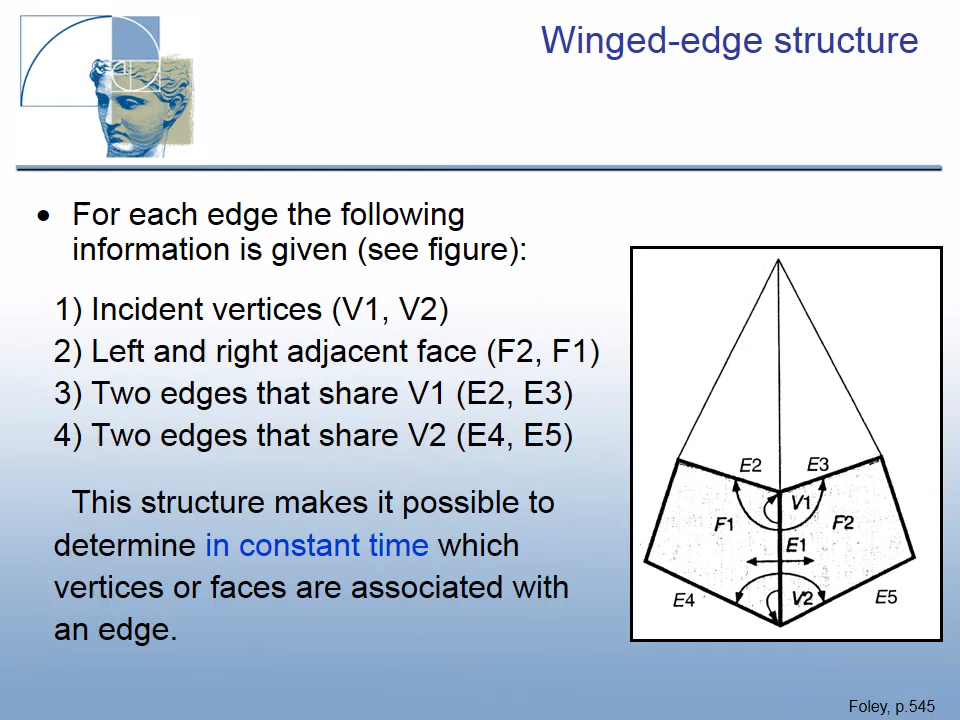 Winged-edge structure
• For each edge the following
information is given (see figure):
1) Incident vertices (V1, V2)
2) Left and right adjacent face (F2, F1)
3) Two edges that share V1 (E2, E3)
4) Two edges that share V2 (E4, E5)
This structure makes it possible to
determine in constant time which
vertices or faces are associated with
an edge.
E2 E3
V1
F1 F2
E1
E4 V2 E5
Foley, p.545